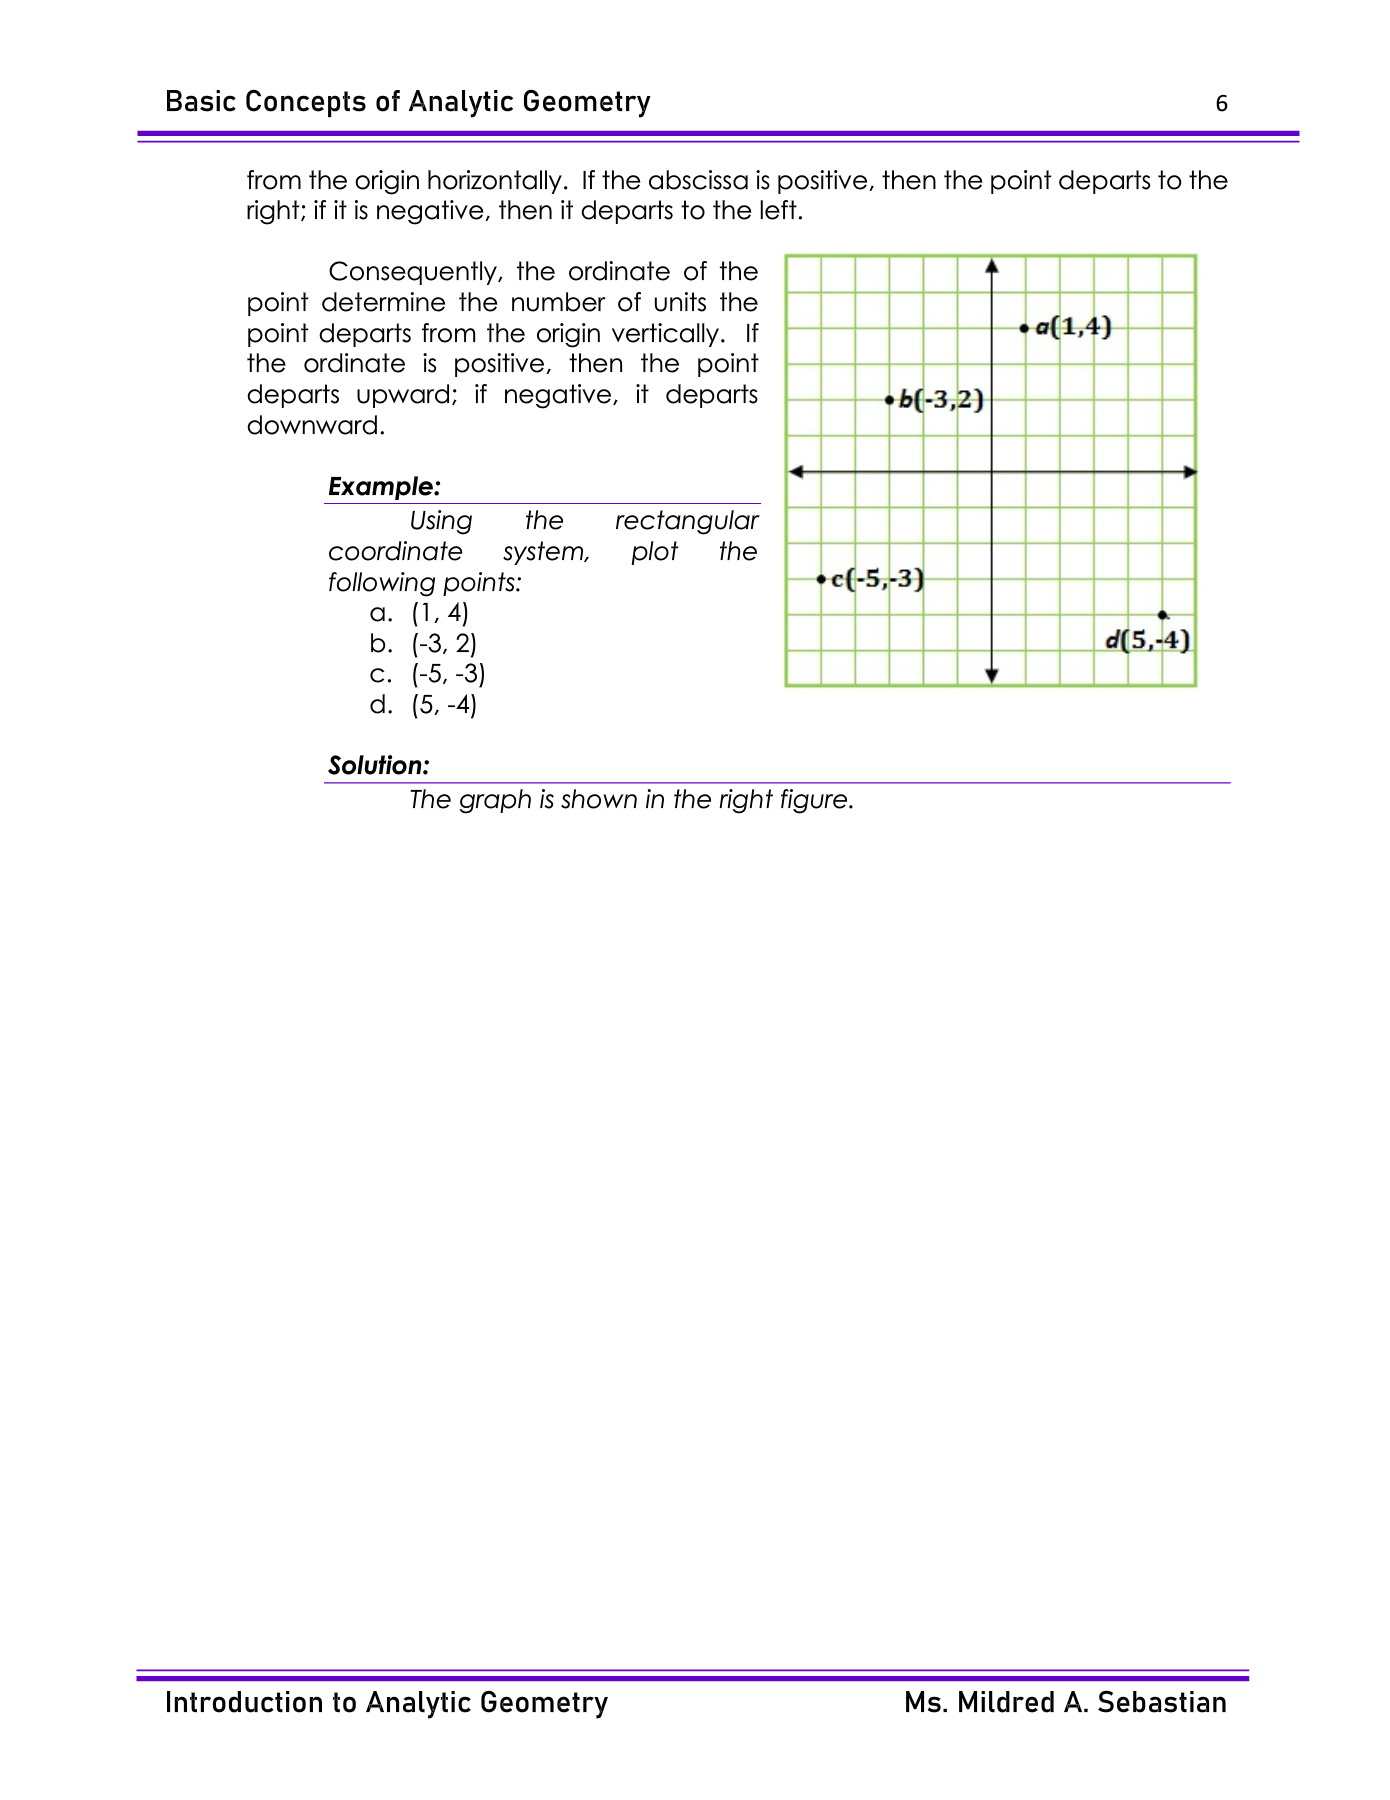 Basic Concepts of Analytic Geometry 6
from the origin horizontally. If the abscissa is positive, then the point departs to the
right; if it is negative, then it departs to the left.
Consequently, the ordinate of the
point determine the number of units the
point departs from the origin vertically. If
the ordinate is positive, then the point
departs upward; if negative, it departs
downward.
Example:
Using the rectangular
coordinate system, plot the
following points:
a. (1, 4)
b. (-3, 2)
c. (-5, -3)
d. (5, -4)
a(1,4)
b(-3,2)
c(-5,-3)
d(5,-4)
Solution:
The graph is shown in the right figure.
Introduction to Analytic Geometry Ms. Mildred A. Sebastian